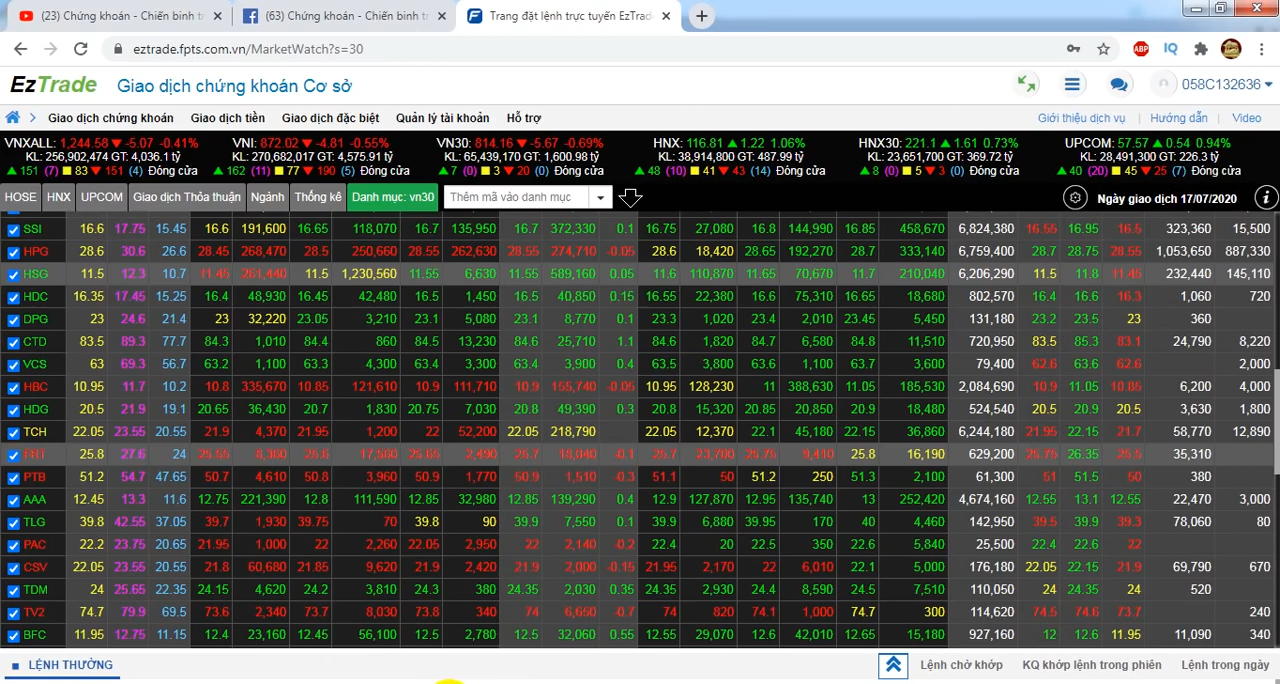 (23) Chứng khoán - Chiến binh t
(63) Chứng khoán - Chiến binh t
Trang đặt lệnh trực tuyến EzTrade
eztrade.fpts.com.vn/MarketWatch?s=30
ABP IQ
EzTrade Giao dịch chứng khoán Cơ sở 058C132636
Giao dịch chứng khoán Giao dịch tiền Giao dịch đặc biệt Quản lý tài khoản Hỗ trợ Giới thiệu dịch vụ | Hướng dẫn | Video
VNXALL: 1,244.58 ▼ -5.07 -0.41% VNI: 872.02 ▼ -4.81 -0.55% VN30: 814.16 ▼ -5.67 -0.69% HNX: 116.81 ▲ 1.22 1.06% HNX30: 221.1 ▲ 1.61 0.73% UPCOM: 57.57 ▲ 0.54 0.94%
KL: 256,902,474 GT: 4,036.1 tỷ KL: 270,682,017 GT: 4,575.91 tỷ KL: 65,439,170 GT: 1,600.98 tỷ KL: 38,914,800 GT: 487.99 tỷ KL: 23,651,700 GT: 369.72 tỷ KL: 28,491,300 GT: 226.3 tỷ
▲ 151 (7) ■ 83 ▼ 151 (4) Đóng cửa ▲ 162 (11) ■ 77 ▼ 190 (5) Đóng cửa ▲ 7 (0) ■ 3 ▼ 20 (0) Đóng cửa ▲ 48 (10) ■ 41 ▼ 43 (14) Đóng cửa ▲ 8 (0) ■ 5 ▼ 3 (0) Đóng cửa ▲ 40 (20) ■ 45 ▼ 25 (7) Đóng cửa
HOSE HNX UPCOM Giao dịch Thỏa thuận Ngành Thống kê Danh mục: vn30 Thêm mã vào danh mục Ngày giao dịch 17/07/2020
SSI 16.6 17.75 15.45 16.6 191,600 16.65 118,070 16.7 135,950 16.7 372,330 0.1 16.75 27,080 16.8 144,990 16.85 458,670 6,824,380 16.55 16.95 16.5 323,360 15,500
HPG 28.6 30.6 26.6 28.45 268,470 28.5 250,660 28.55 262,630 28.55 274,710 -0.05 28.6 18,420 28.65 192,270 28.7 333,140 6,759,400 28.7 28.75 28.55 1,053,650 887,330
HSG 11.5 12.3 10.7 11.45 261,440 11.5 1,230,560 11.55 6,630 11.55 589,160 0.05 11.6 110,870 11.65 70,670 11.7 210,040 6,206,290 11.5 11.8 11.45 232,440 145,110
HDC 16.35 17.45 15.25 16.4 48,930 16.45 42,480 16.5 1,450 16.5 40,850 0.15 16.55 22,380 16.6 75,310 16.65 18,680 802,570 16.4 16.6 16.3 1,060 720
DPG 23 24.6 21.4 23 32,220 23.05 3,210 23.1 5,080 23.1 8,770 0.1 23.3 1,020 23.4 2,010 23.45 5,450 131,180 23.2 23.5 23 360
CTD 83.5 89.3 77.7 84.3 1,010 84.4 860 84.5 13,230 84.6 25,710 1.1 84.6 1,820 84.7 6,580 84.8 11,510 720,950 83.5 85.3 83.1 24,790 8,220
VCS 63 69.3 56.7 63.2 1,100 63.3 4,300 63.4 3,300 63.4 3,900 0.4 63.5 3,800 63.6 1,100 63.7 3,600 79,400 62.6 63.6 62.6 2,000
HBC 10.95 11.7 10.2 10.8 335,670 10.85 121,610 10.9 111,710 10.9 155,740 -0.05 10.95 128,230 11 388,630 11.05 185,530 2,084,690 10.9 11.05 10.85 6,200 4,000
HDG 20.5 21.9 19.1 20.65 36,430 20.7 1,830 20.75 7,030 20.8 49,390 0.3 20.8 15,320 20.85 20,850 20.9 18,480 524,540 20.5 20.9 20.5 3,630 1,800
TCH 22.05 23.55 20.55 21.9 4,370 21.95 1,200 22 52,200 22.05 218,790 22.05 12,370 22.1 45,180 22.15 36,860 6,244,180 21.95 22.15 21.7 58,770 12,890
25.8 27.6 24 25.55 8,300 25.6 17,560 25.65 2,490 25.7 18,040 -0.1 25.7 23,700 25.75 9,410 25.8 16,190 629,200 25.75 26.35 25.5 35,310
PTB 51.2 54.7 47.65 50.7 4,610 50.8 3,960 50.9 1,770 50.9 1,510 -0.3 51.1 50 51.2 250 51.3 2,100 61,300 51 51.5 50 380
AAA 12.45 13.3 11.6 12.75 221,390 12.8 111,590 12.85 32,980 12.85 139,290 0.4 12.9 127,870 12.95 135,740 13 252,420 4,674,160 12.55 13.1 12.55 22,470 3,000
TLG 39.8 42.55 37.05 39.7 1,930 39.75 70 39.8 90 39.9 7,550 0.1 39.9 6,880 39.95 170 40 4,460 142,950 39.5 39.9 39.3 78,060 80
PAC 22.2 23.75 20.65 21.95 1,000 22 2,260 22.05 2,950 22 2,140 -0.2 22.4 20 22.5 350 22.6 5,840 25,500 22.4 22.6 22
CSV 22.05 23.55 20.55 21.8 60,680 21.85 9,620 21.9 2,420 21.9 2,000 -0.15 21.95 2,170 22 6,010 22.1 5,000 176,180 22.05 22.15 21.9 69,790 670
TDM 24 25.65 22.35 24.15 4,620 24.2 3,810 24.3 380 24.35 2,030 0.35 24.35 2,930 24.4 8,590 24.5 7,510 110,050 24 24.35 24 520
TV2 74.7 79.9 69.5 73.6 2,340 73.7 8,030 73.8 340 74 6,650 -0.7 74 820 74.1 1,000 74.7 300 114,620 74.5 74.6 73.7 240
BFC 11.95 12.75 11.15 12.4 23,160 12.45 56,100 12.5 2,780 12.5 32,060 0.55 12.55 29,070 12.6 42,010 12.65 15,180 927,160 12 12.6 11.95 11,090 340
LỆNH THƯỜNG Lệnh chờ khớp KQ khớp lệnh trong phiên Lệnh trong ngày